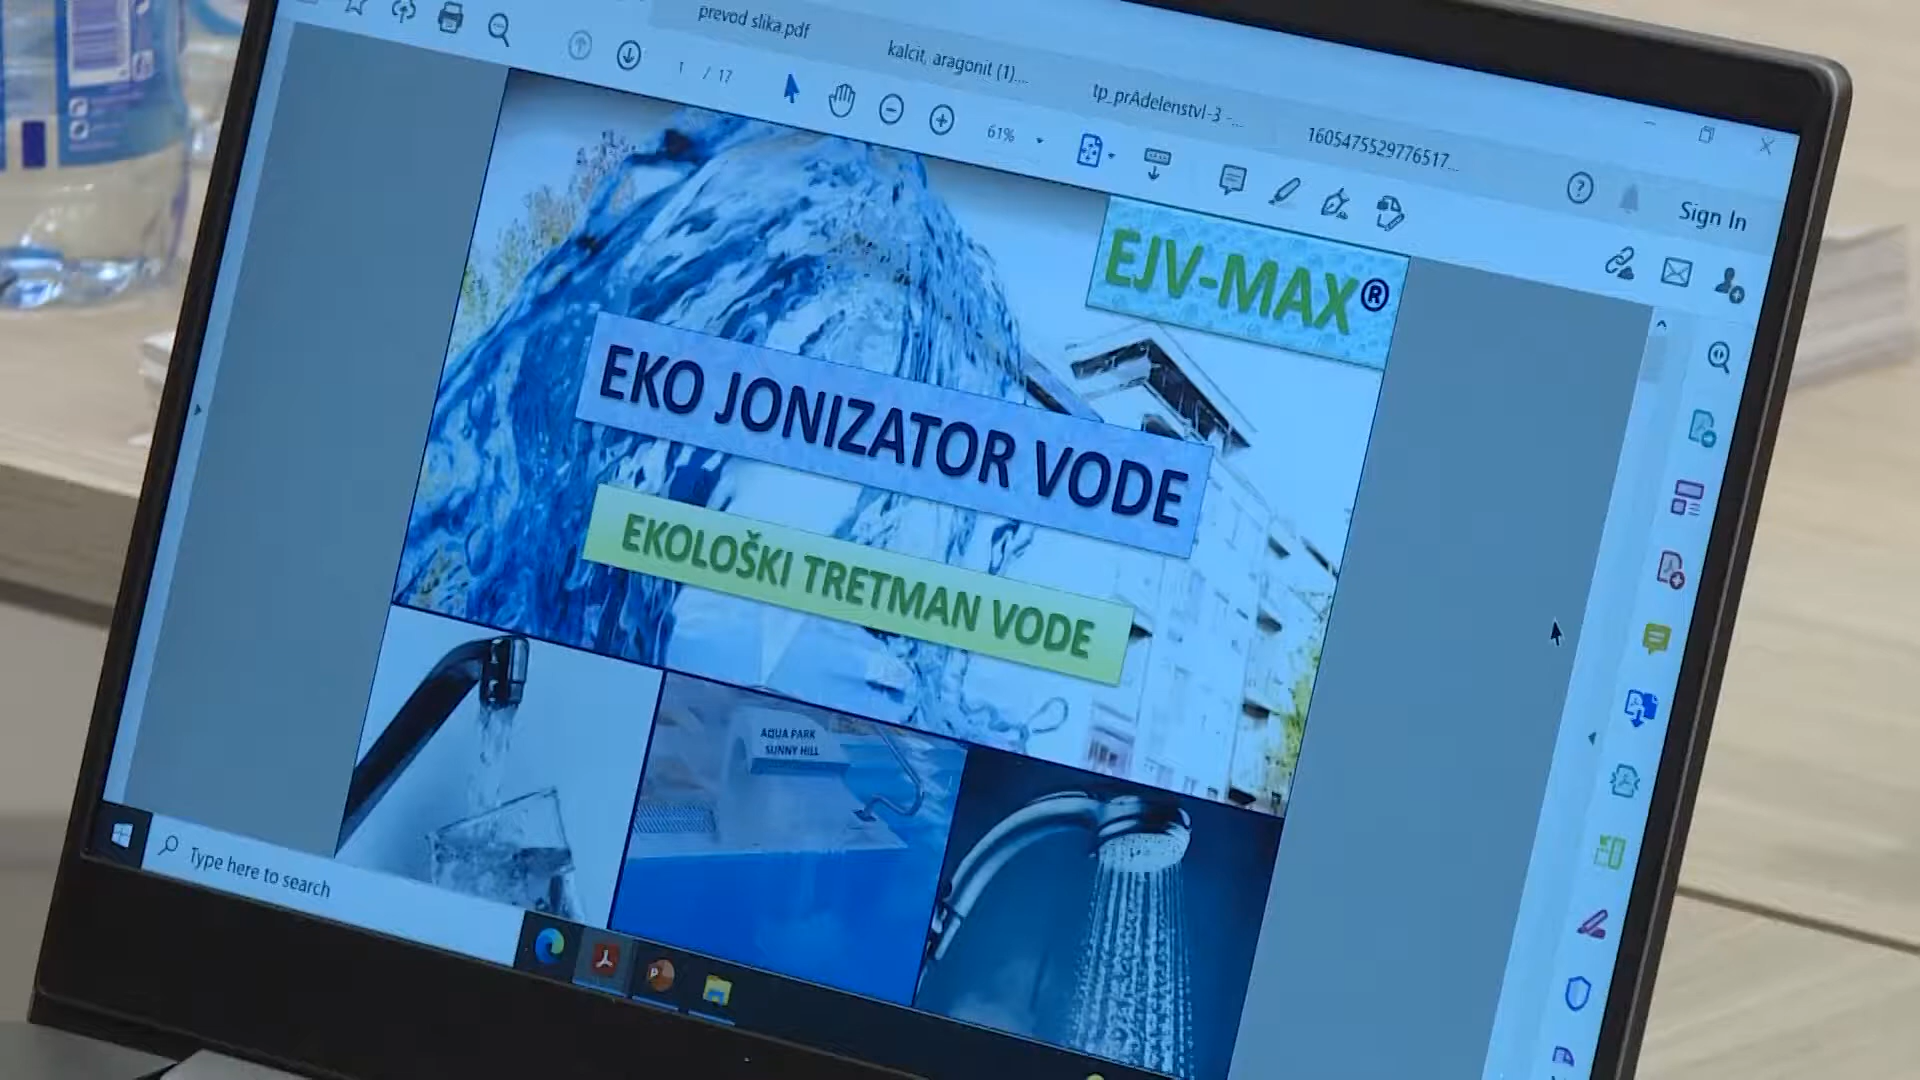 prevod slika.pdf
kalcit, aragonit (1)....
tp_prAdelenstvl-3 -...
1605475529776517...
1 / 17
61%
Sign In
EJV-MAX®
EKO JONIZATOR VODE
EKOLOŠKI TRETMAN VODE
AQUA PARK
SUNNY HILL
Type here to search